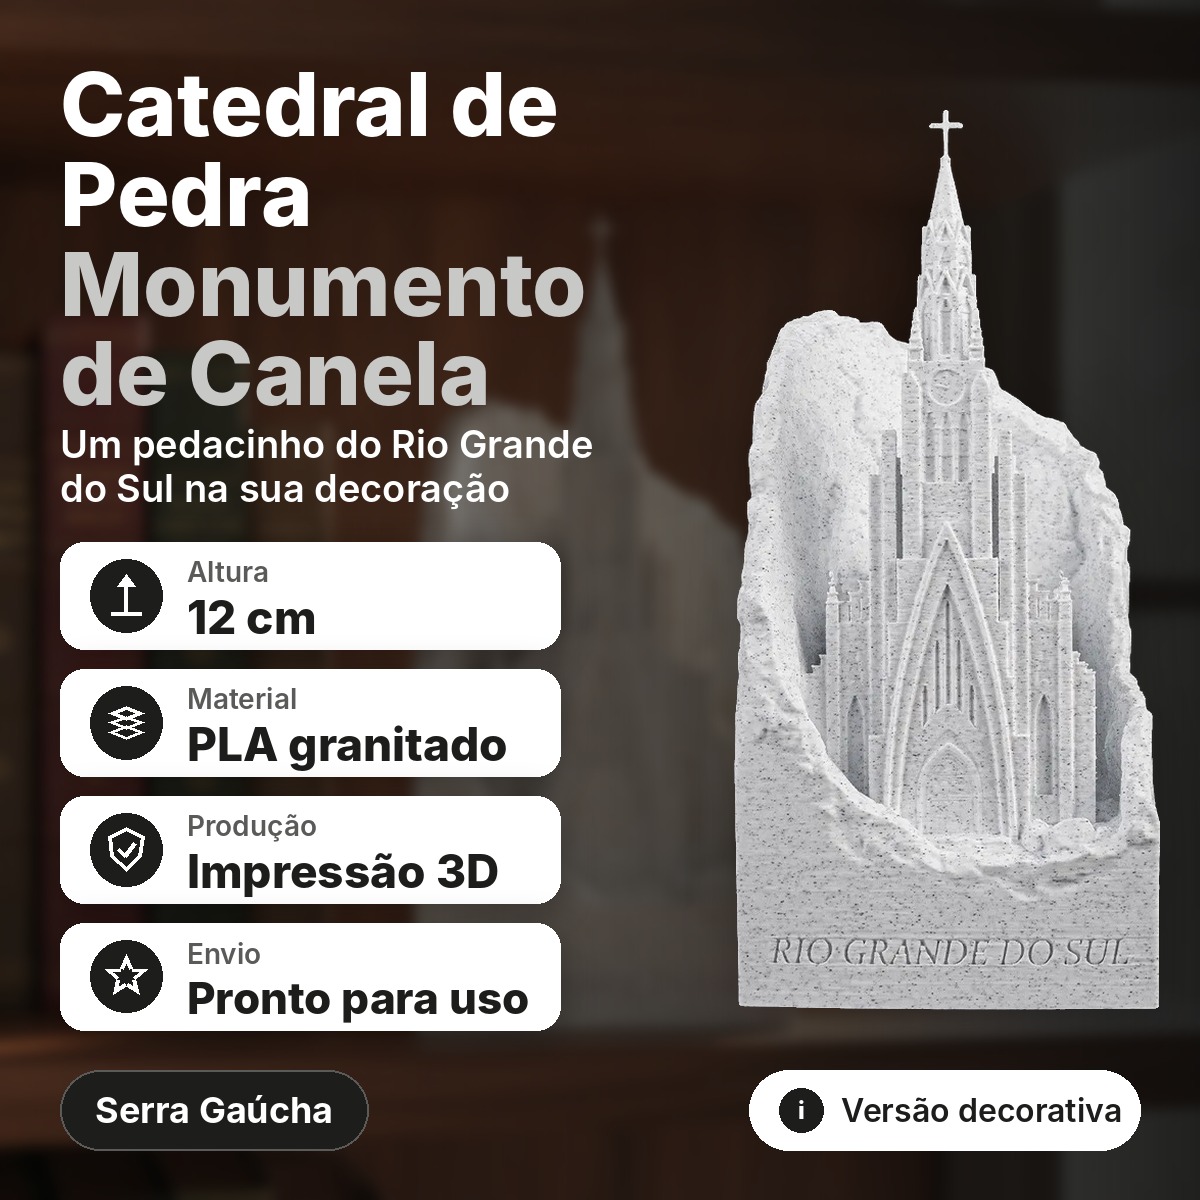 Catedral de
Pedra
Monumento
de Canela
Um pedacinho do Rio Grande
do Sul na sua decoração
Altura
12 cm
Material
PLA granitado
Produção
Impressão 3D
Envio
Pronto para uso
RIO GRANDE DO SUL
Serra Gaúcha
i Versão decorativa